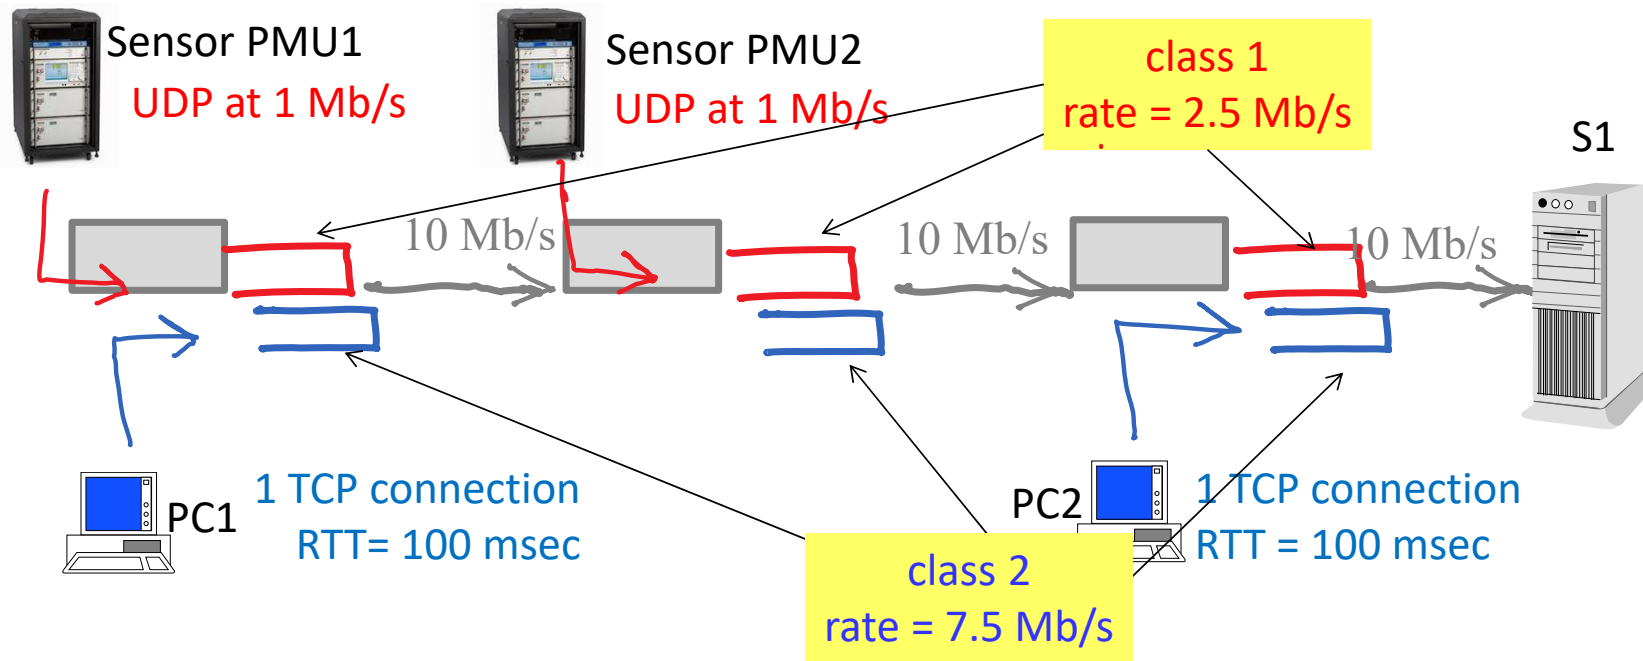 Sensor PMU1
UDP at 1 Mb/s
Sensor PMU2
UDP at 1 Mb/s
class 1
rate = 2.5 Mb/s
S1
10 Mb/s
10 Mb/s
10 Mb/s
PC1
1 TCP connection
RTT= 100 msec
PC2
1 TCP connection
RTT = 100 msec
class 2
rate = 7.5 Mb/s